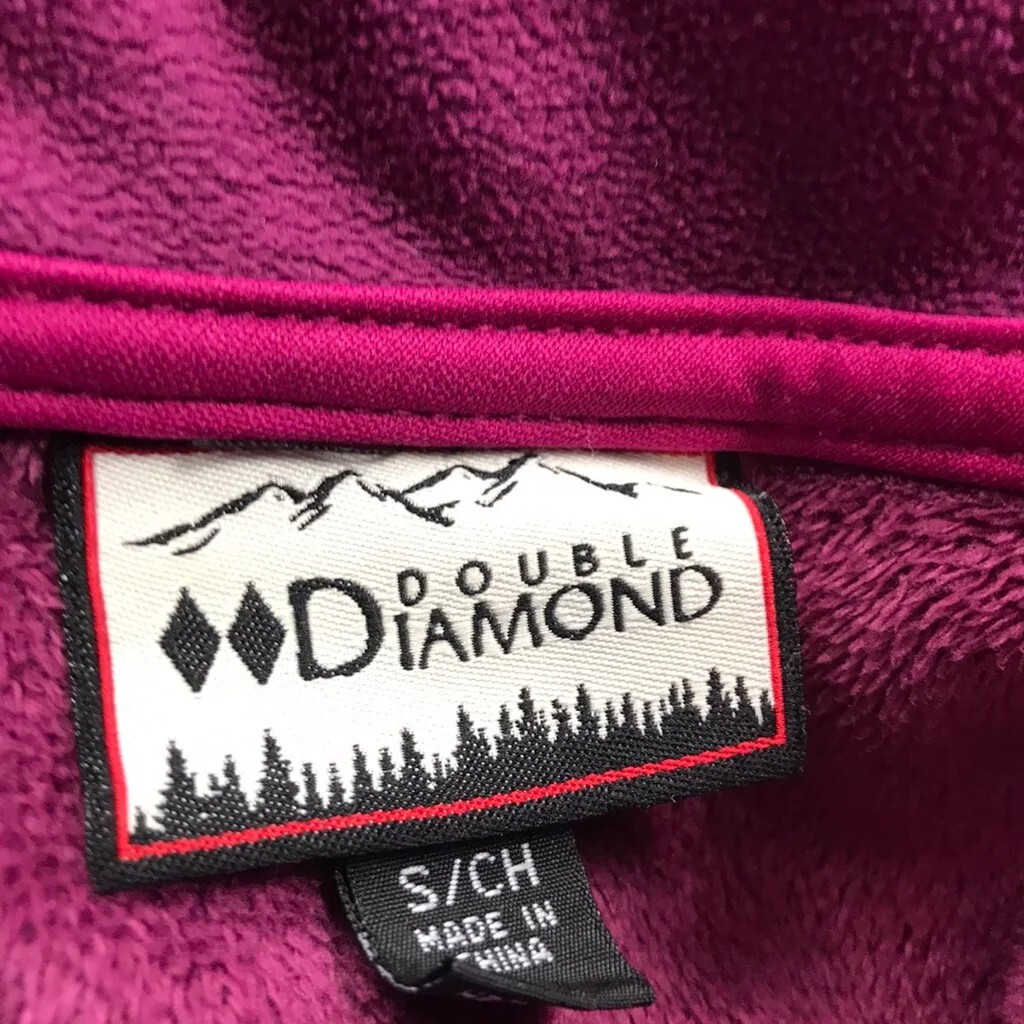 DOUBLE
DIAMOND
S/CH
MADE IN
CHINA